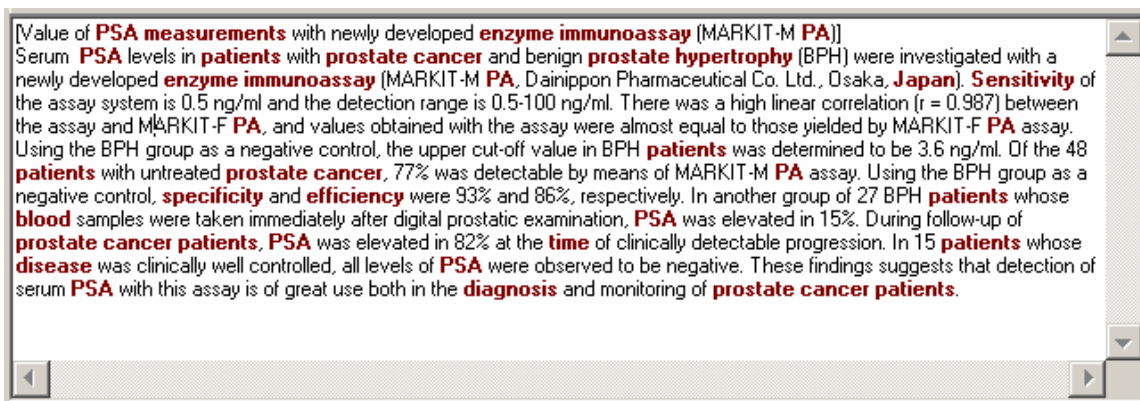 [Value of PSA measurements with newly developed enzyme immunoassay (MARKIT-M PA)]
Serum PSA levels in patients with prostate cancer and benign prostate hypertrophy (BPH) were investigated with a
newly developed enzyme immunoassay (MARKIT-M PA, Dainippon Pharmaceutical Co. Ltd., Osaka, Japan). Sensitivity of
the assay system is 0.5 ng/ml and the detection range is 0.5-100 ng/ml. There was a high linear correlation (r = 0.987) between
the assay and MARKIT-F PA, and values obtained with the assay were almost equal to those yielded by MARKIT-F PA assay.
Using the BPH group as a negative control, the upper cut-off value in BPH patients was determined to be 3.6 ng/ml. Of the 48
patients with untreated prostate cancer, 77% was detectable by means of MARKIT-M PA assay. Using the BPH group as a
negative control, specificity and efficiency were 93% and 86%, respectively. In another group of 27 BPH patients whose
blood samples were taken immediately after digital prostatic examination, PSA was elevated in 15%. During follow-up of
prostate cancer patients, PSA was elevated in 82% at the time of clinically detectable progression. In 15 patients whose
disease was clinically well controlled, all levels of PSA were observed to be negative. These findings suggests that detection of
serum PSA with this assay is of great use both in the diagnosis and monitoring of prostate cancer patients.